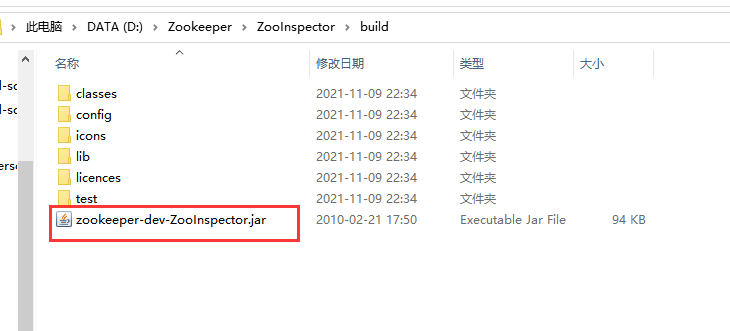 此电脑 > DATA (D:) > Zookeeper > ZooInspector > build
名称 修改日期 类型 大小
classes 2021-11-09 22:34 文件夹
config 2021-11-09 22:34 文件夹
icons 2021-11-09 22:34 文件夹
lib 2021-11-09 22:34 文件夹
licences 2021-11-09 22:34 文件夹
test 2021-11-09 22:34 文件夹
zookeeper-dev-ZooInspector.jar 2010-02-21 17:50 Executable Jar File 94 KB